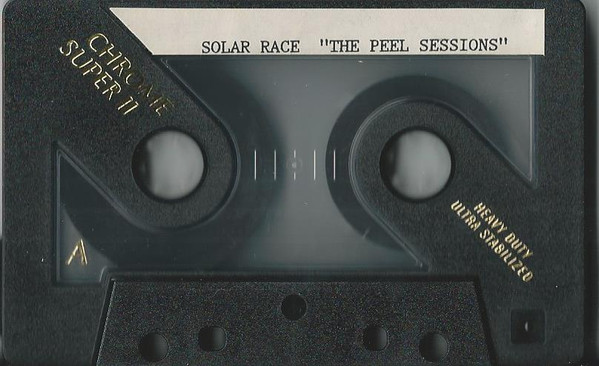 SOLAR RACE "THE PEEL SESSIONS"
CHROME
SUPER II
HEAVY DUTY
ULTRA STABILIZED
A